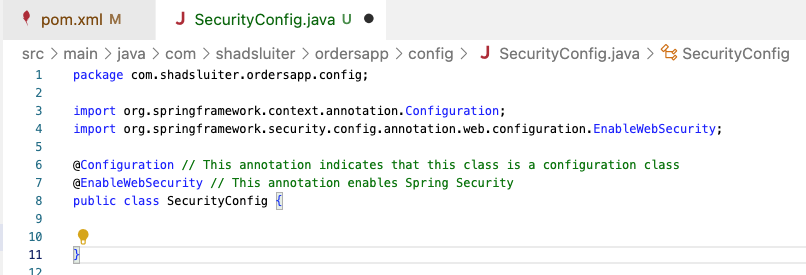 pom.xml M
J SecurityConfig.java U
src > main > java > com > shadsluiter > ordersapp > config > J SecurityConfig.java > SecurityConfig
1 package com.shadsluiter.ordersapp.config;
2
3 import org.springframework.context.annotation.Configuration;
4 import org.springframework.security.config.annotation.web.configuration.EnableWebSecurity;
5
6 @Configuration // This annotation indicates that this class is a configuration class
7 @EnableWebSecurity // This annotation enables Spring Security
8 public class SecurityConfig {
9
10
11 }
12